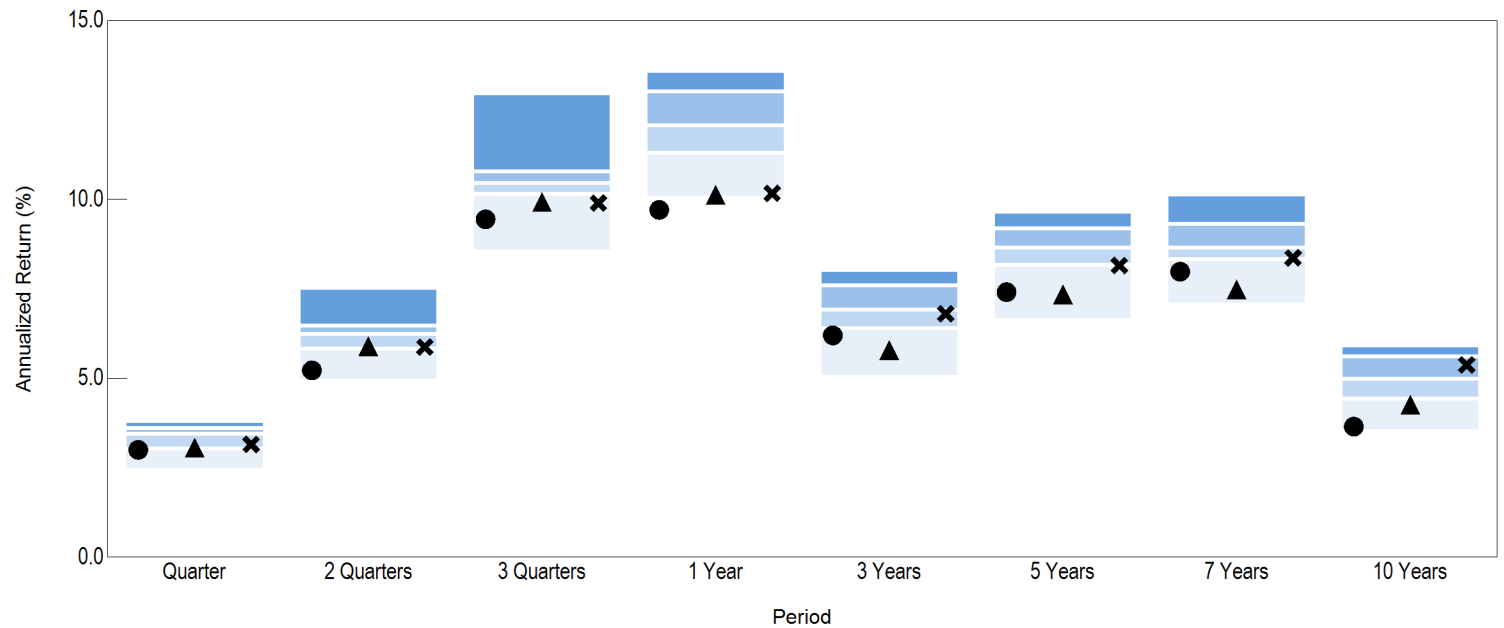 15.0
10.0
5.0
0.0
Annualized Return (%)
Quarter
2 Quarters
3 Quarters
1 Year
3 Years
5 Years
7 Years
10 Years
Period